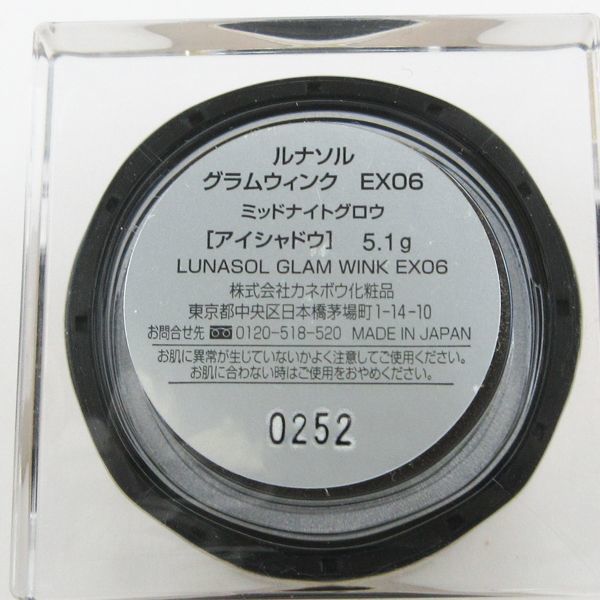 ルナソル
グラムウィンク EX06
ミッドナイトグロウ
[アイシャドウ] 5.1g
LUNASOL GLAM WINK EX06
株式会社カネボウ化粧品
東京都中央区日本橋茅場町1-14-10
お問合せ先 0120-518-520 MADE IN JAPAN
お肌に異常が生じていないかよく注意してご使用ください。
お肌に合わない時はご使用をおやめください。
0252